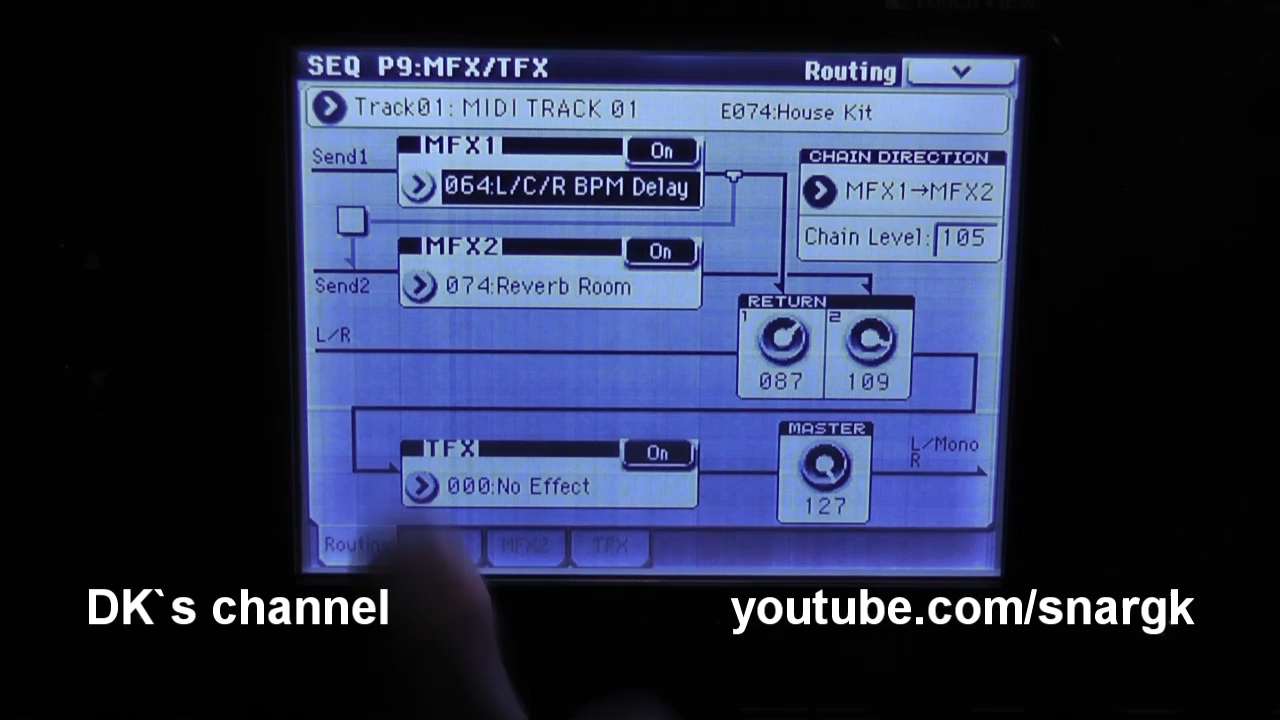 SEQ P9:MFX/TFX
Routing
Track01: MIDI TRACK 01
E074:House Kit
Send1
MFX1
On
064:L/C/R BPM Delay
CHAIN DIRECTION
MFX1→MFX2
Chain Level: 105
MFX2
On
074:Reverb Room
Send2
RETURN
1
2
087
109
L/R
TFX
On
000:No Effect
MASTER
127
L/Mono
R
Routing
MFX2
TFX
DK`s channel
youtube.com/snargk